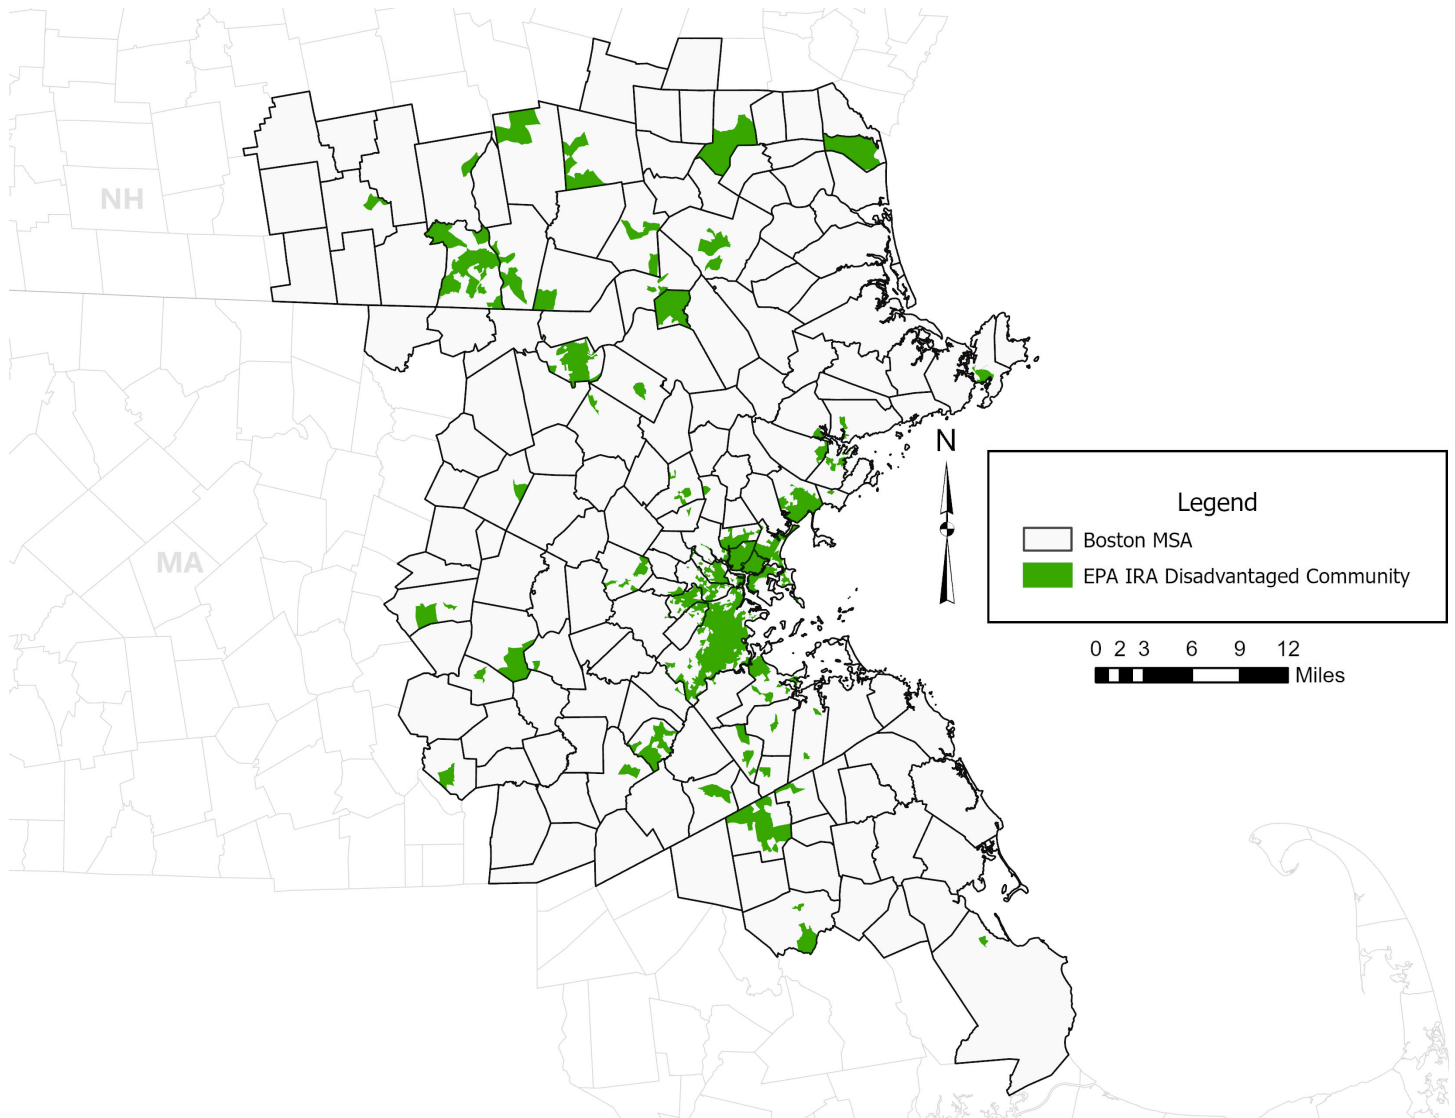 NH
MA
N
Legend
Boston MSA
EPA IRA Disadvantaged Community
0 2 3 6 9 12
Miles